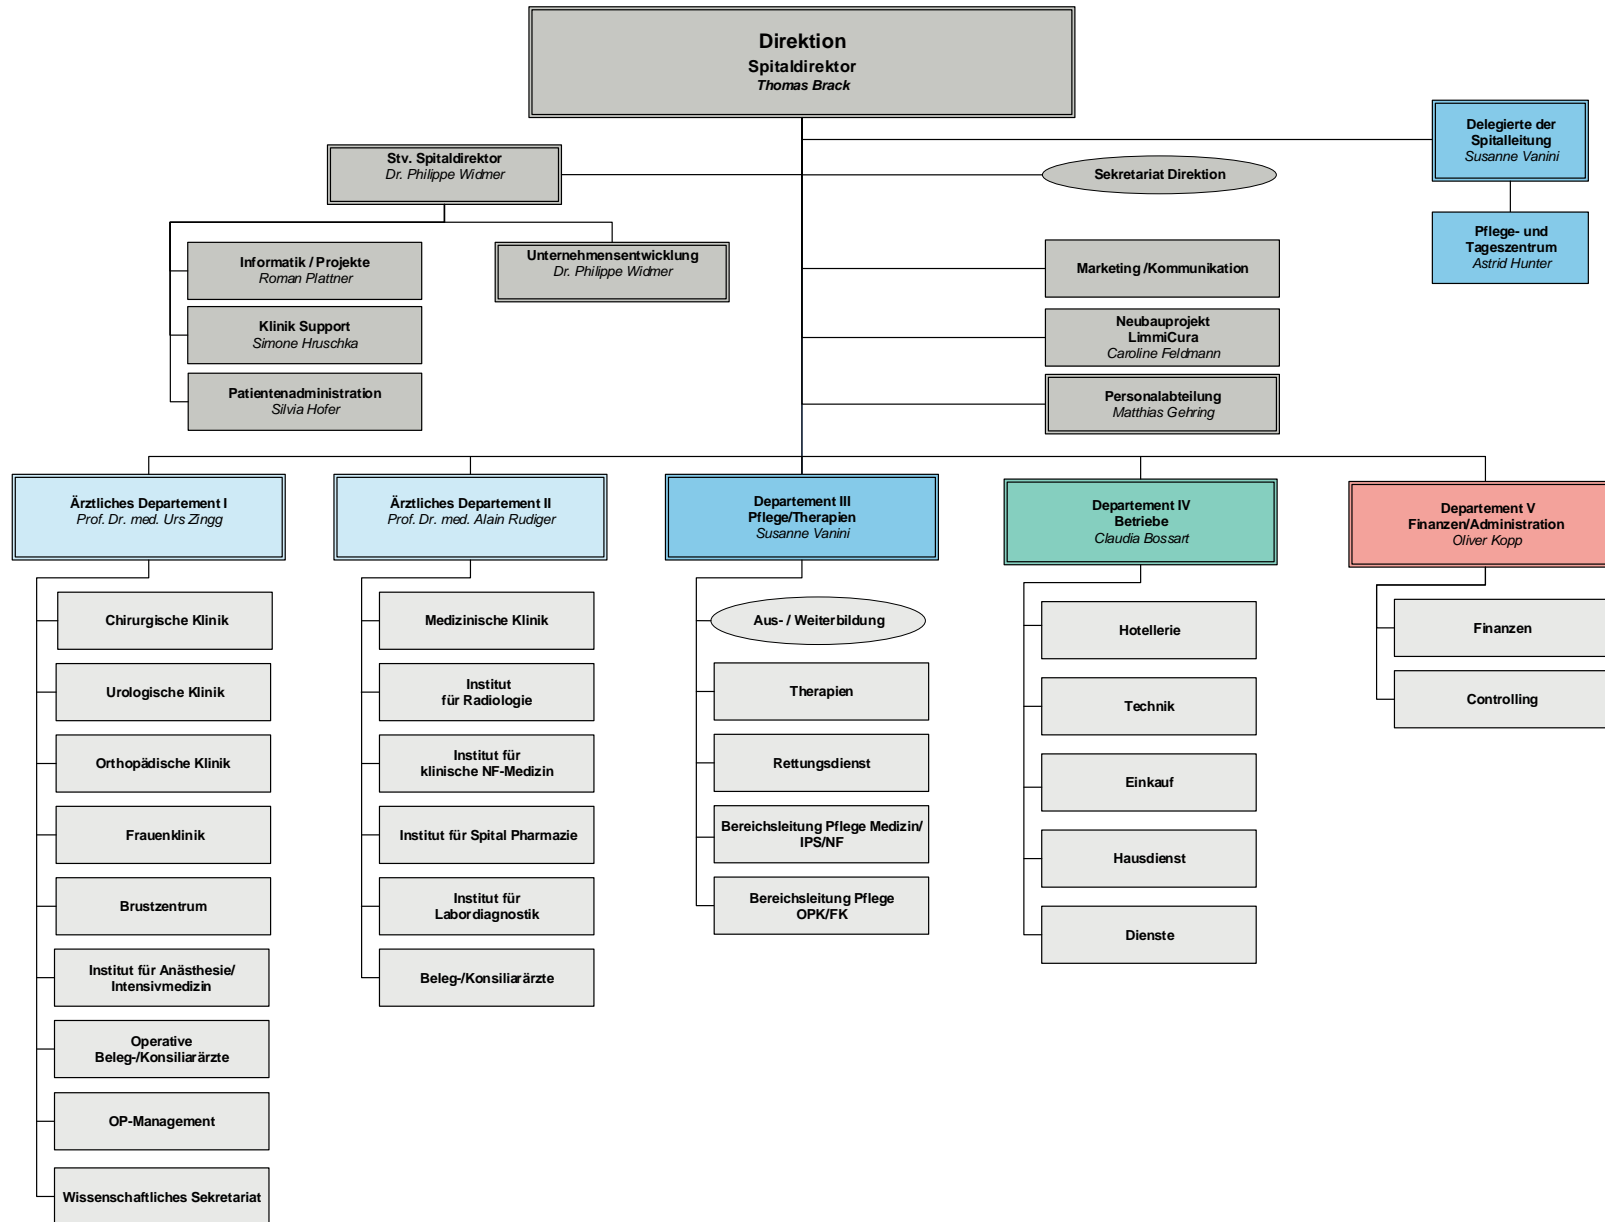 Direktion
Spitaldirektor
Thomas Brack
Delegierte der
Spitalleitung
Susanne Vanini
Stv. Spitaldirektor
Dr. Philippe Widmer
Sekretariat Direktion
Pflege- und
Tageszentrum
Astrid Hunter
Informatik / Projekte
Roman Plattner
Unternehmensentwicklung
Dr. Philippe Widmer
Marketing /Kommunikation
Klinik Support
Simone Hruschka
Neubauprojekt
LimmiCura
Caroline Feldmann
Patientenadministration
Silvia Hofer
Personalabteilung
Matthias Gehring
Ärztliches Departement I
Prof. Dr. med. Urs Zingg
Chirurgische Klinik
Urologische Klinik
Orthopädische Klinik
Frauenklinik
Brustzentrum
Institut für Anästhesie/
Intensivmedizin
Operative
Beleg-/Konsiliarärzte
OP-Management
Wissenschaftliches Sekretariat
Ärztliches Departement II
Prof. Dr. med. Alain Rudiger
Medizinische Klinik
Institut
für Radiologie
Institut für
klinische NF-Medizin
Institut für Spital Pharmazie
Institut für
Labordiagnostik
Beleg-/Konsiliarärzte
Departement III
Pflege/Therapien
Susanne Vanini
Aus- / Weiterbildung
Therapien
Rettungsdienst
Bereichsleitung Pflege Medizin/
IPS/NF
Bereichsleitung Pflege
OPK/FK
Departement IV
Betriebe
Claudia Bossart
Hotellerie
Technik
Einkauf
Hausdienst
Dienste
Departement V
Finanzen/Administration
Oliver Kopp
Finanzen
Controlling